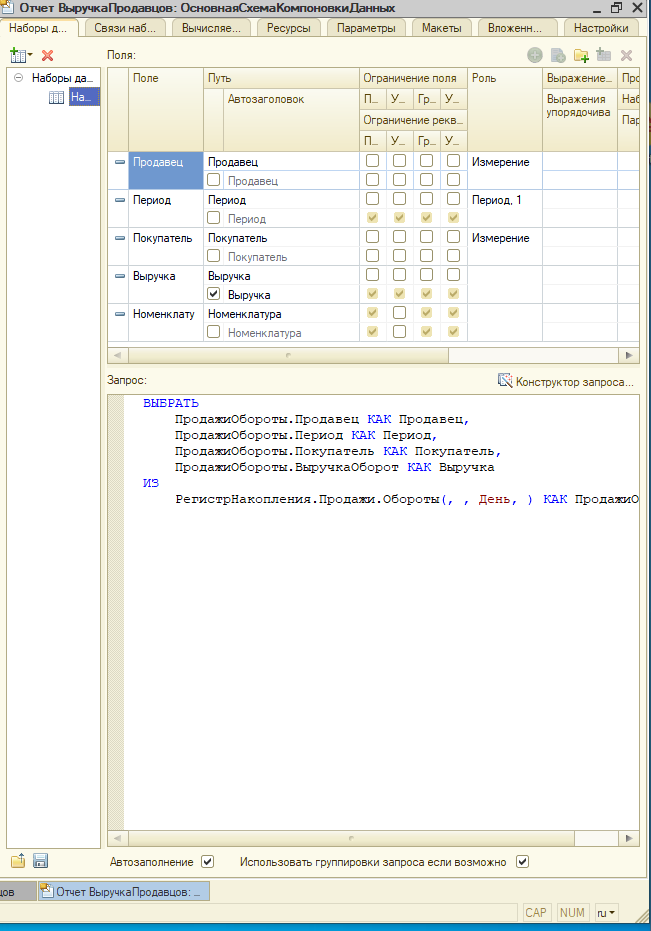 Отчет ВыручкаПродавцов: ОсновнаяСхемаКомпоновкиДанных
Наборы д... Связи наб... Вычисляе... Ресурсы Параметры Макеты Вложенн... Настройки
Поля:
Наборы да...
На...
Поле Путь Ограничение поля Роль Выражение... Про
Автозаголовок П... У... Гр... У... Выражения упорядочива Наб
Ограничение рекв... Пар
П... У... Гр... У...
Продавец Продавец Измерение
Продавец
Период Период Период, 1
Период
Покупатель Покупатель Измерение
Покупатель
Выручка Выручка
Выручка
Номенклату Номенклатура
Номенклатура
Запрос: Конструктор запроса...
ВЫБРАТЬ
ПродажиОбороты.Продавец КАК Продавец,
ПродажиОбороты.Период КАК Период,
ПродажиОбороты.Покупатель КАК Покупатель,
ПродажиОбороты.ВыручкаОборот КАК Выручка
ИЗ
РегистрНакопления.Продажи.Обороты(, , День, ) КАК ПродажиО
Автозаполнение Использовать группировки запроса если возможно
цов Отчет ВыручкаПродавцов: ...
CAP NUM ru